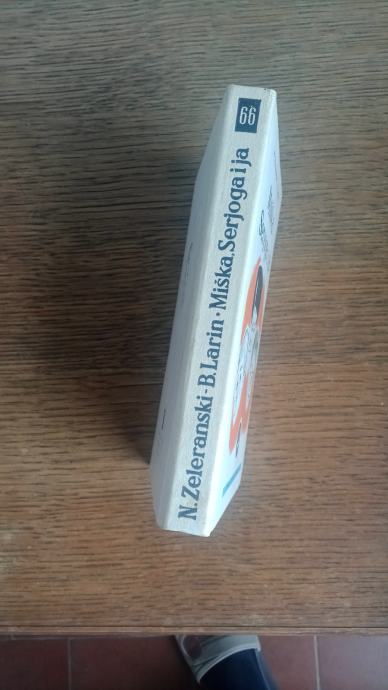 N. Zeleranski - B. Larin · Miška, Serjoga i ja
66